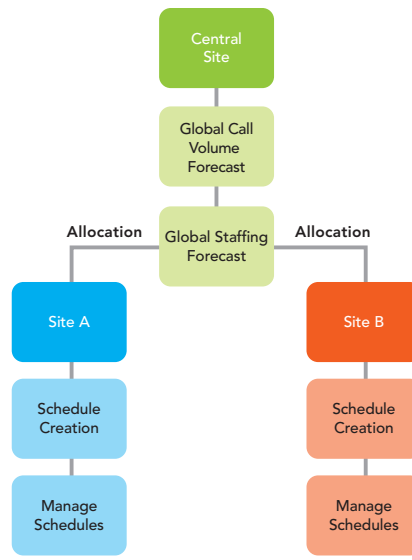 Central
Site
Global Call
Volume
Forecast
Allocation
Global Staffing
Forecast
Allocation
Site A
Site B
Schedule
Creation
Schedule
Creation
Manage
Schedules
Manage
Schedules